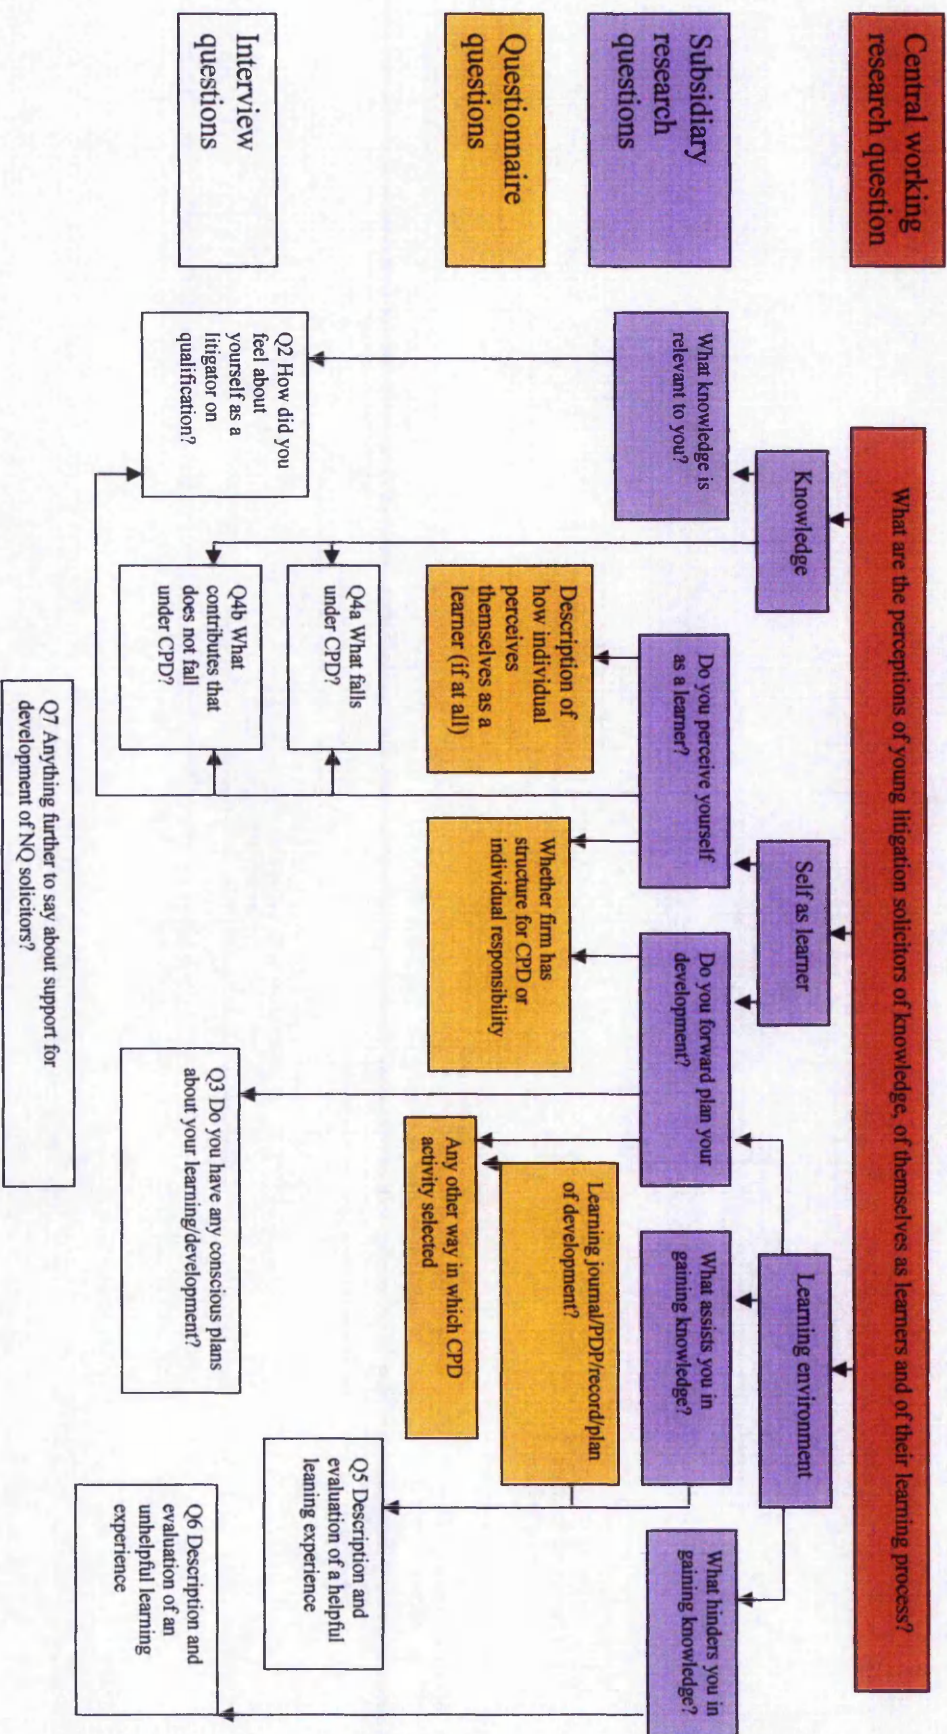 Central working
research question
What are the perceptions of young litigation solicitors of knowledge, of themselves as learners and of their learning process?
Subsidiary
research
questions
Knowledge
Self as learner
Learning environment
What knowledge is
relevant to you?
Do you perceive yourself
as a learner?
Do you forward plan your
development?
What assists you in
gaining knowledge?
What hinders you in
gaining knowledge?
Questionnaire
questions
Description of
how individual
perceives
themselves as a
learner (if at all)
Whether firm has
structure for CPD or
individual responsibility
Learning journal/PDP/record/plan
of development?
Any other way in which CPD
activity selected
Interview
questions
Q2 How did you
feel about
yourself as a
litigator on
qualification?
Q4a What falls
under CPD?
Q4b What
contributes that
does not fall
under CPD?
Q3 Do you have any conscious plans
about your learning/development?
Q5 Description and
evaluation of a helpful
leaning experience
Q6 Description and
evaluation of an
unhelpful learning
experience
Q7 Anything further to say about support for
development of NQ solicitors?